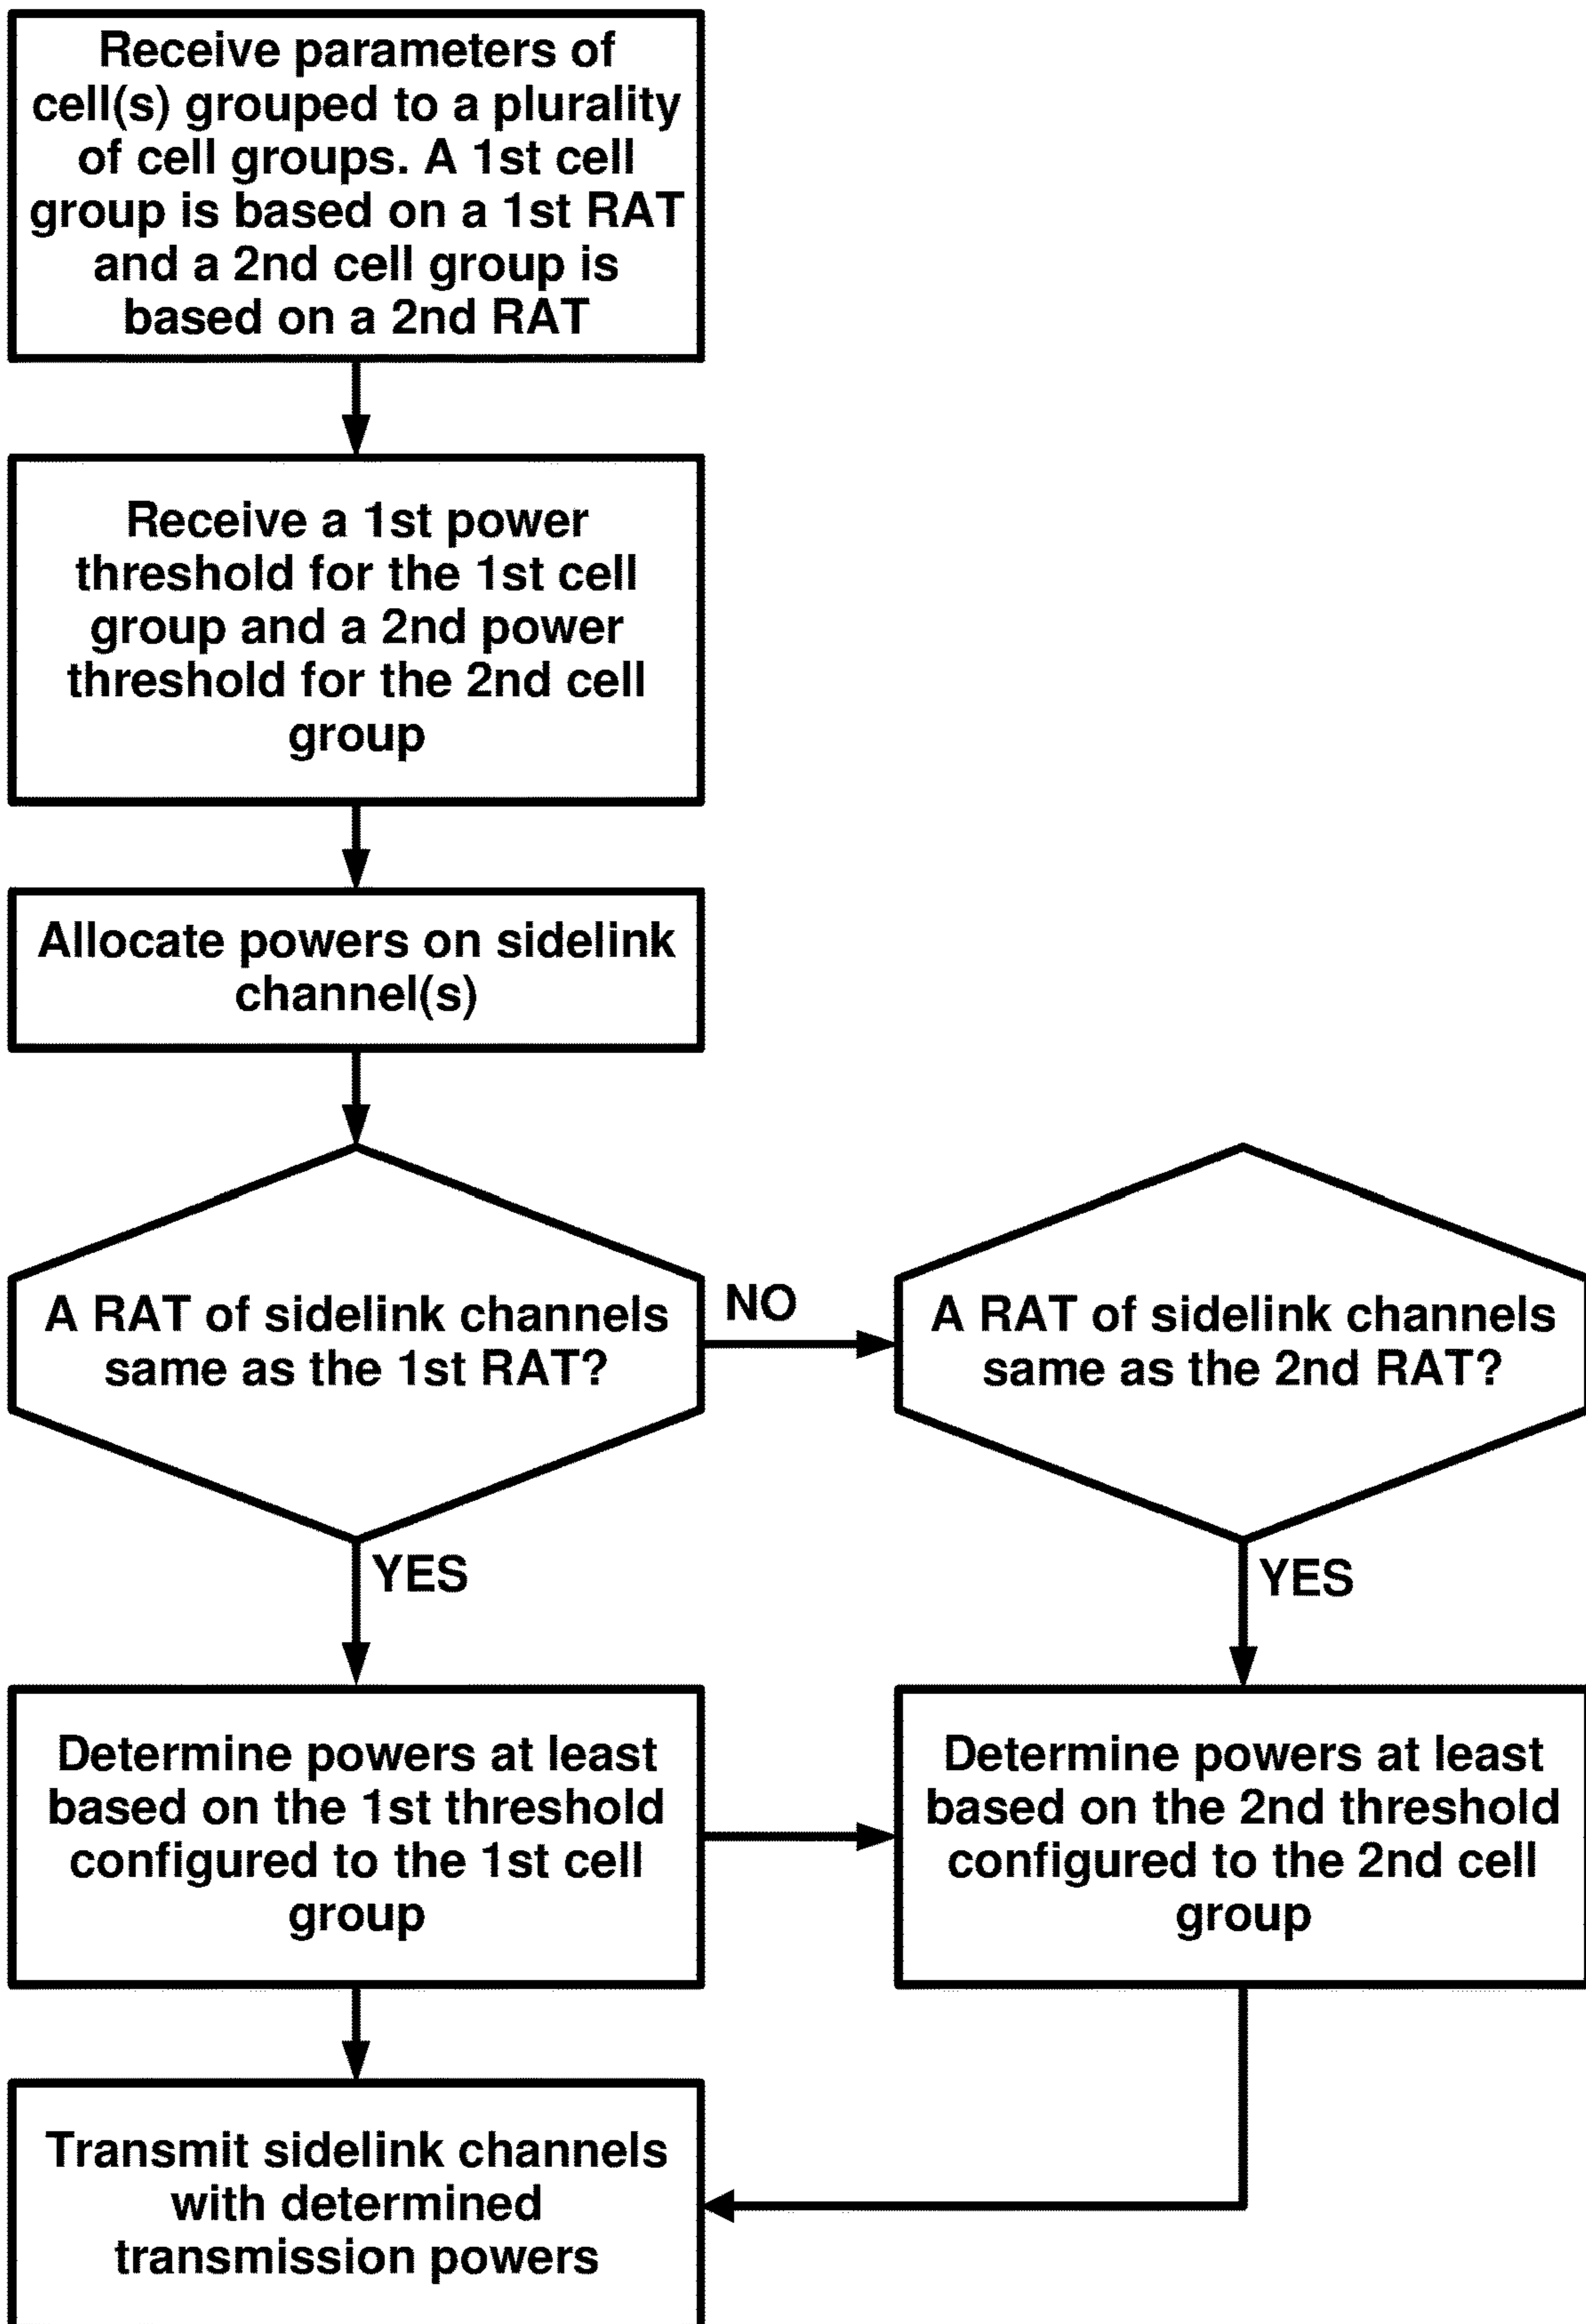 Receive parameters of
cell(s) grouped to a plurality
of cell groups. A 1st cell
group is based on a 1st RAT
and a 2nd cell group is
based on a 2nd RAT
Receive a 1st power
threshold for the 1st cell
group and a 2nd power
threshold for the 2nd cell
group
Allocate powers on sidelink
channel(s)
A RAT of sidelink channels
same as the 1st RAT?
NO
A RAT of sidelink channels
same as the 2nd RAT?
YES
YES
Determine powers at least
based on the 1st threshold
configured to the 1st cell
group
Determine powers at least
based on the 2nd threshold
configured to the 2nd cell
group
Transmit sidelink channels
with determined
transmission powers